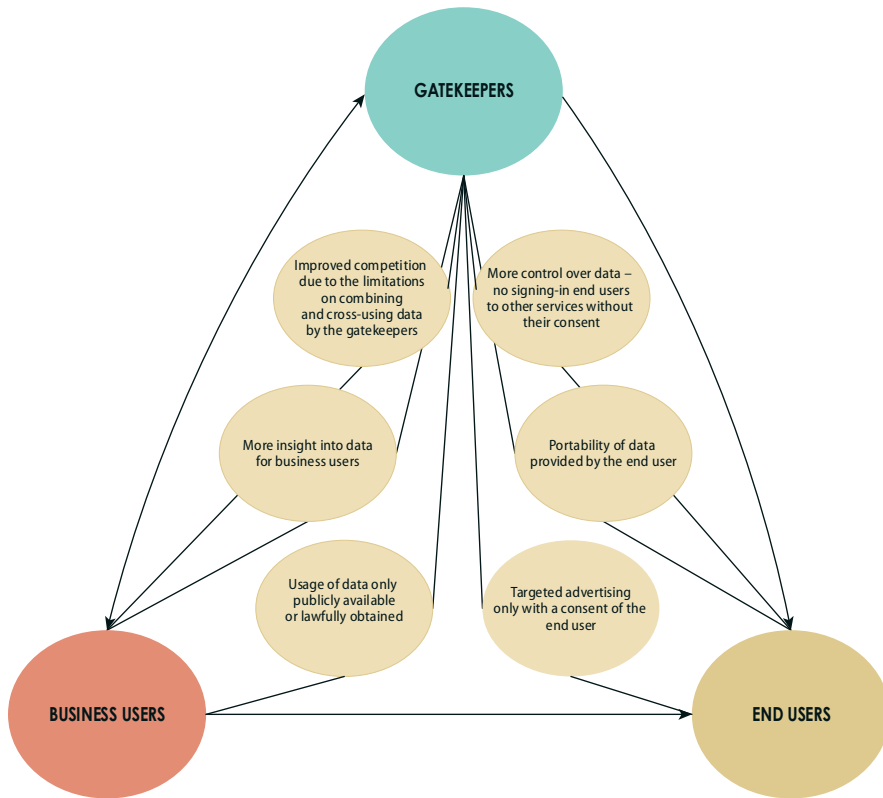 GATEKEEPERS
Improved competition
due to the limitations
on combining
and cross-using data
by the gatekeepers
More control over data –
no signing-in end users
to other services without
their consent
More insight into data
for business users
Portability of data
provided by the end user
Usage of data only
publicly available
or lawfully obtained
Targeted advertising
only with a consent of the
end user
BUSINESS USERS
END USERS